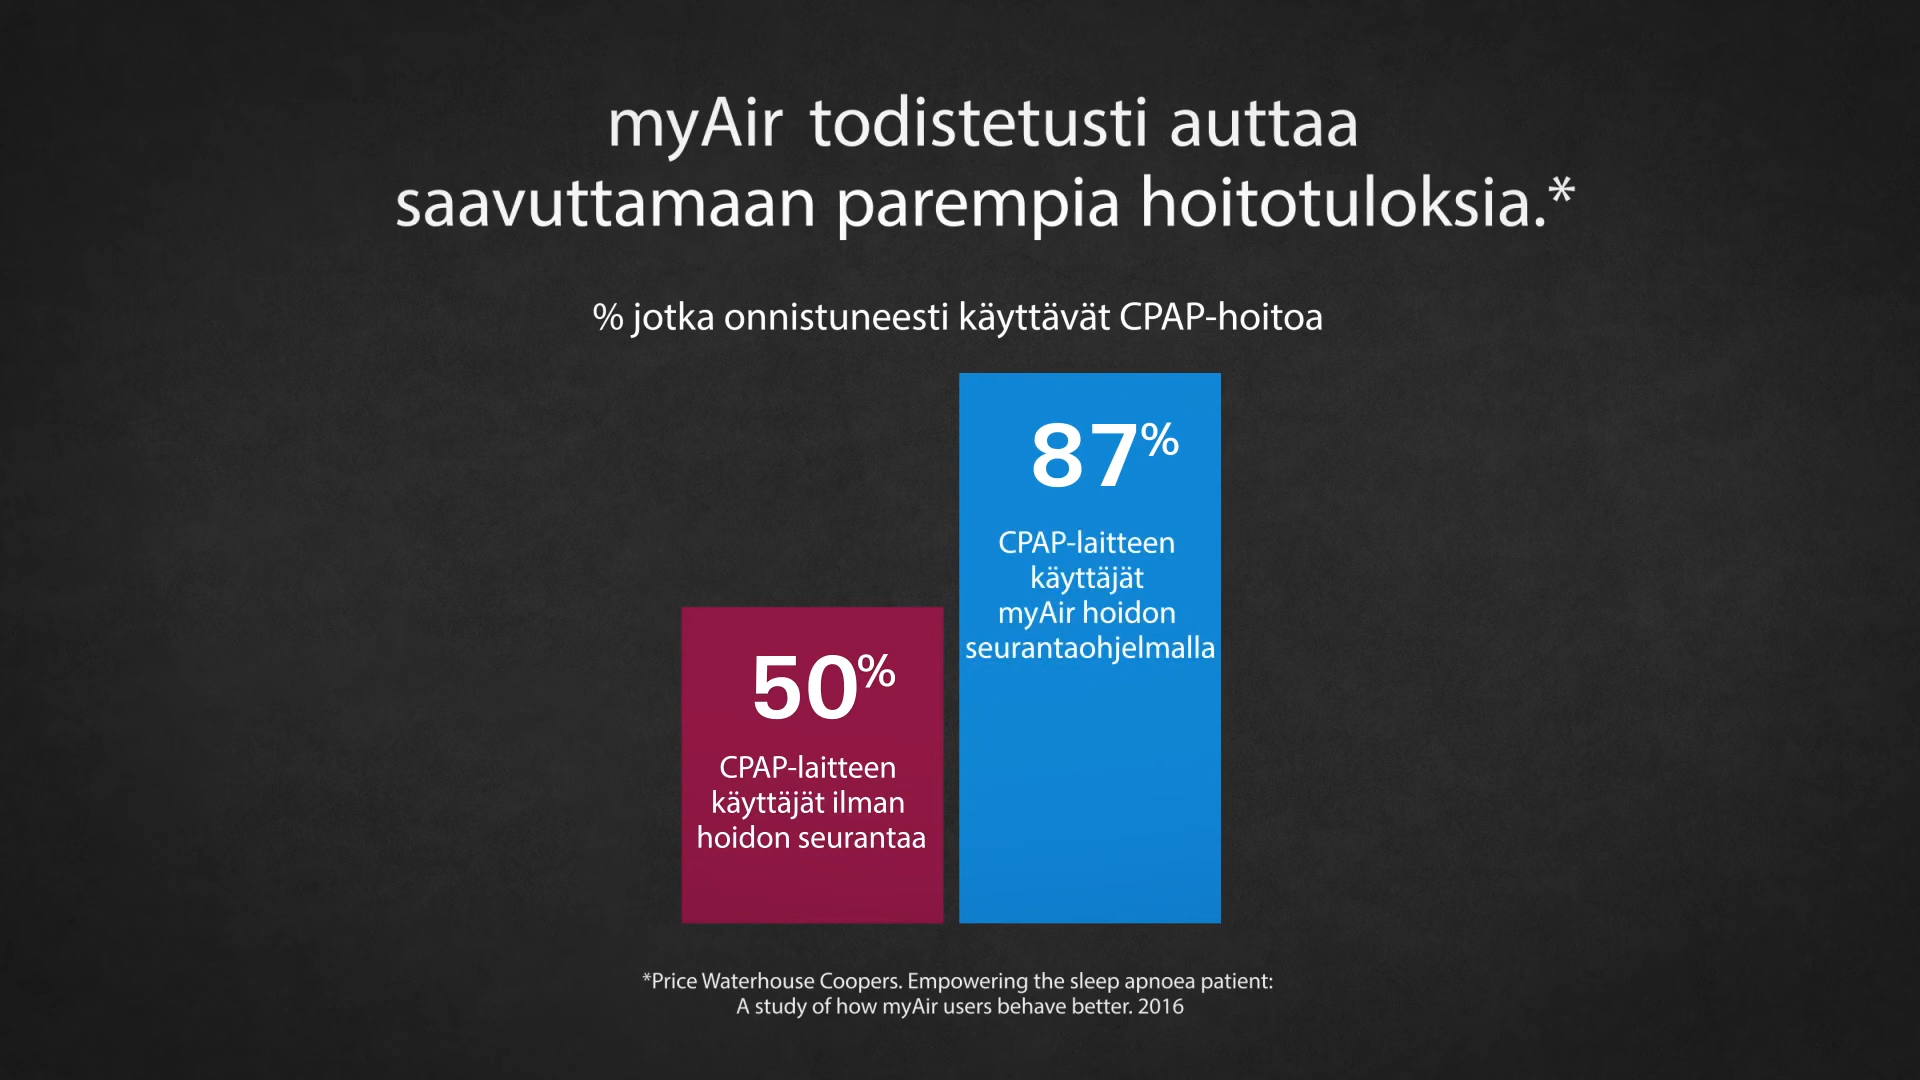 myAir todistetusti auttaa
saavuttamaan parempia hoitotuloksia.*
% jotka onnistuneesti käyttävät CPAP-hoitoa
87%
CPAP-laitteen
käyttäjät
myAir hoidon
seurantaohjelmalla
50%
CPAP-laitteen
käyttäjät ilman
hoidon seurantaa
*Price Waterhouse Coopers. Empowering the sleep apnoea patient:
A study of how myAir users behave better. 2016